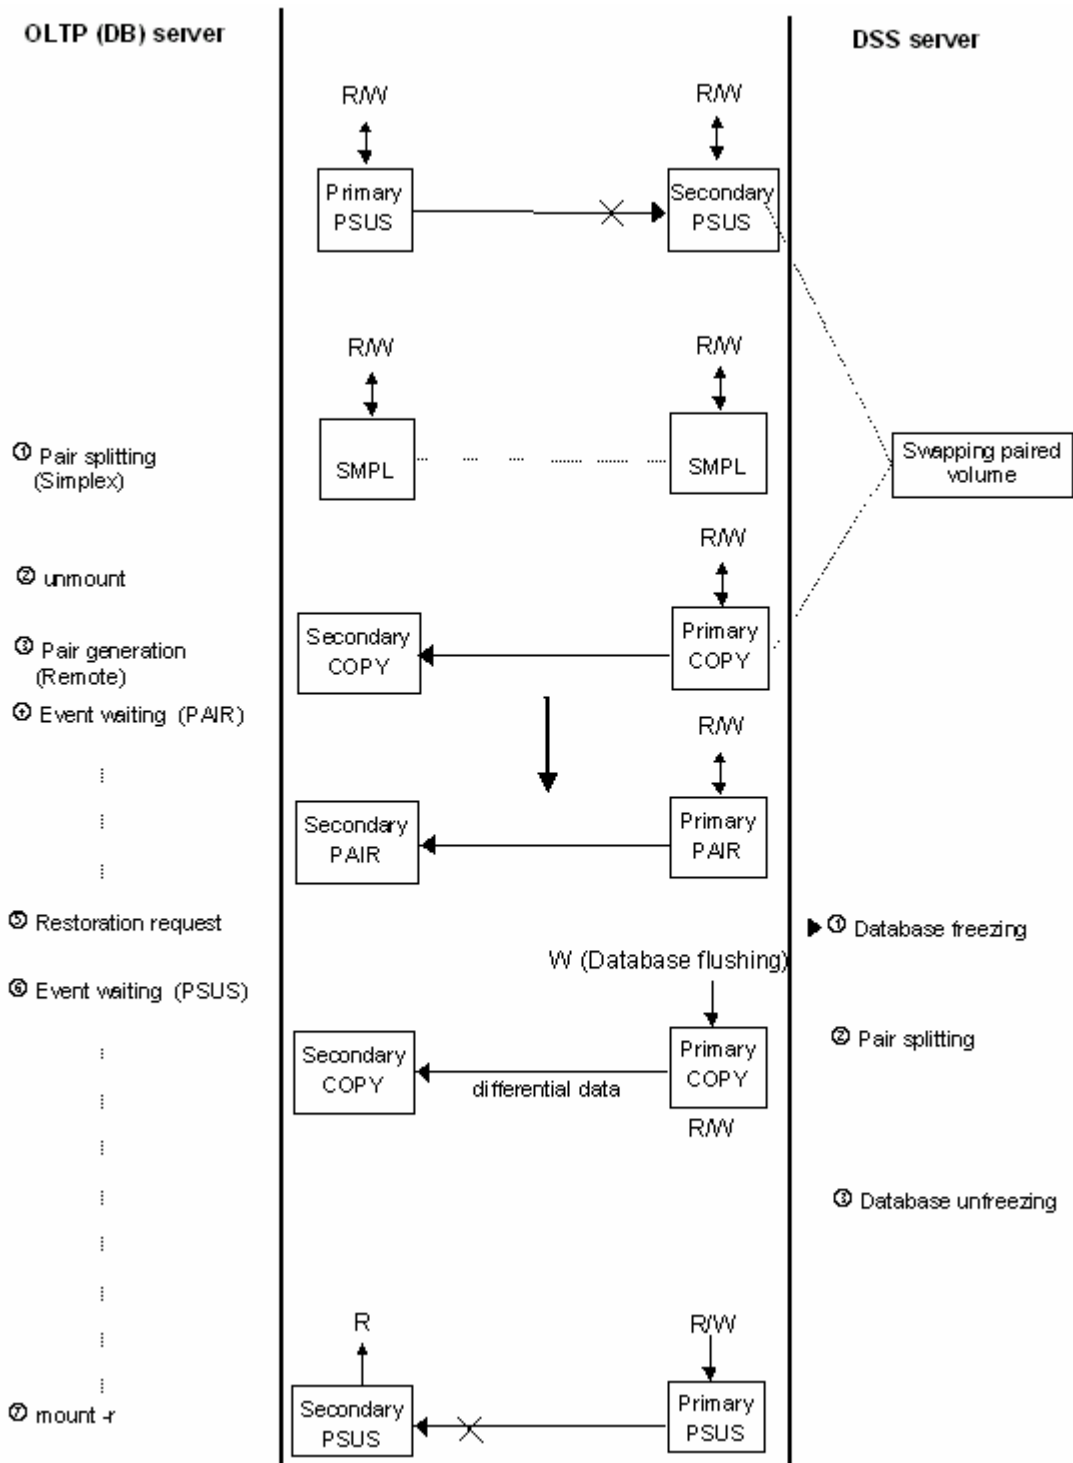 OLTP (DB) server
DSS server
R/W
R/W
Primary
PSUS
Secondary
PSUS
R/W
R/W
① Pair splitting
(Simplex)
SMPL
SMPL
Swapping paired
volume
R/W
② unmount
③ Pair generation
(Remote)
Secondary
COPY
Primary
COPY
④ Event waiting (PAIR)
R/W
Secondary
PAIR
Primary
PAIR
⑤ Restoration request
① Database freezing
W (Database flushing)
⑥ Event waiting (PSUS)
② Pair splitting
Secondary
COPY
differential data
Primary
COPY
R/W
③ Database unfreezing
R
R/W
⑦ mount -r
Secondary
PSUS
Primary
PSUS